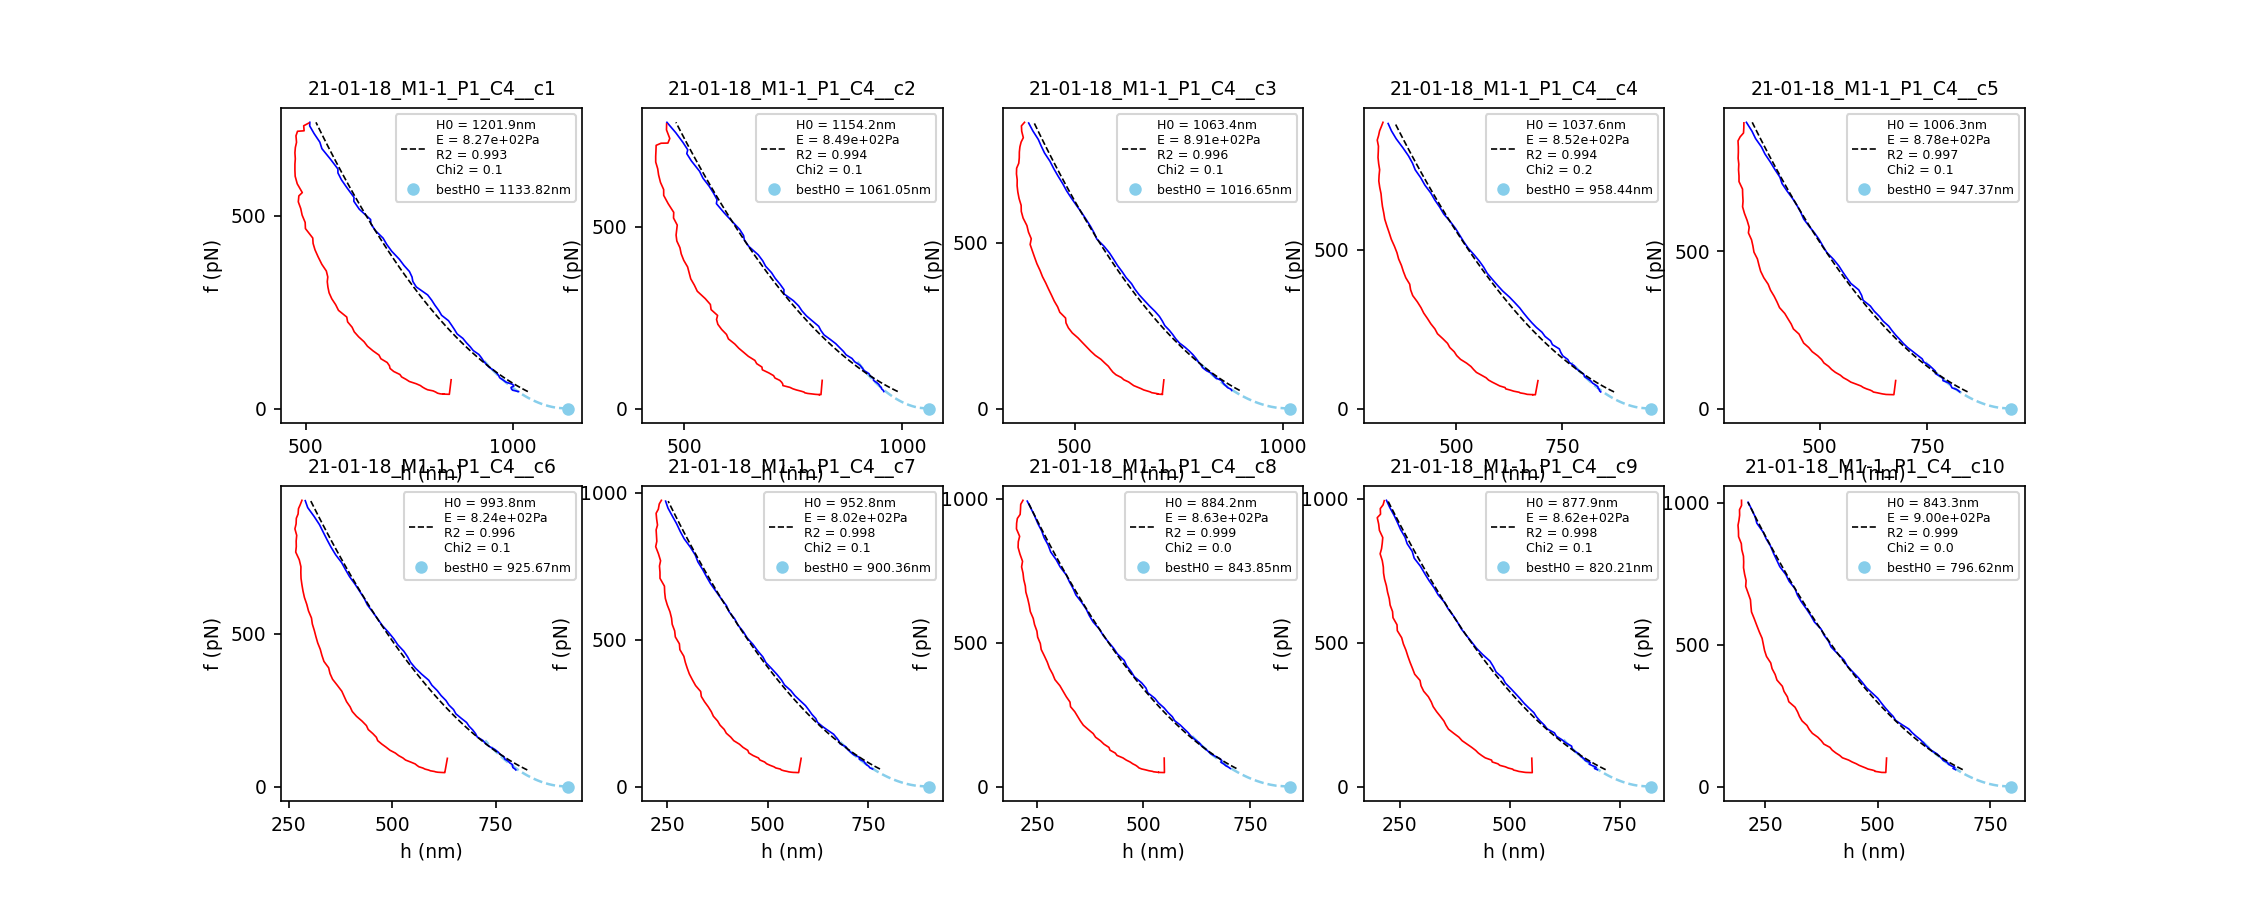 21-01-18_M1-1_P1_C4__c1
H0 = 1201.9nm
E = 8.27e+02Pa
R2 = 0.993
Chi2 = 0.1
bestH0 = 1133.82nm
500
0
f (pN)
500 1000
h (nm)
21-01-18_M1-1_P1_C4__c2
H0 = 1154.2nm
E = 8.49e+02Pa
R2 = 0.994
Chi2 = 0.1
bestH0 = 1061.05nm
500
0
f (pN)
500 1000
h (nm)
21-01-18_M1-1_P1_C4__c3
H0 = 1063.4nm
E = 8.91e+02Pa
R2 = 0.996
Chi2 = 0.1
bestH0 = 1016.65nm
500
0
f (pN)
500 1000
h (nm)
21-01-18_M1-1_P1_C4__c4
H0 = 1037.6nm
E = 8.52e+02Pa
R2 = 0.994
Chi2 = 0.2
bestH0 = 958.44nm
500
0
f (pN)
500 750
h (nm)
21-01-18_M1-1_P1_C4__c5
H0 = 1006.3nm
E = 8.78e+02Pa
R2 = 0.997
Chi2 = 0.1
bestH0 = 947.37nm
500
0
f (pN)
500 750
h (nm)
21-01-18_M1-1_P1_C4__c6
H0 = 993.8nm
E = 8.24e+02Pa
R2 = 0.996
Chi2 = 0.1
bestH0 = 925.67nm
500
0
f (pN)
250 500 750
h (nm)
21-01-18_M1-1_P1_C4__c7
H0 = 952.8nm
E = 8.02e+02Pa
R2 = 0.998
Chi2 = 0.1
bestH0 = 900.36nm
1000
500
0
f (pN)
250 500 750
h (nm)
21-01-18_M1-1_P1_C4__c8
H0 = 884.2nm
E = 8.63e+02Pa
R2 = 0.999
Chi2 = 0.0
bestH0 = 843.85nm
1000
500
0
f (pN)
250 500 750
h (nm)
21-01-18_M1-1_P1_C4__c9
H0 = 877.9nm
E = 8.62e+02Pa
R2 = 0.998
Chi2 = 0.1
bestH0 = 820.21nm
1000
500
0
f (pN)
250 500 750
h (nm)
21-01-18_M1-1_P1_C4__c10
H0 = 843.3nm
E = 9.00e+02Pa
R2 = 0.999
Chi2 = 0.0
bestH0 = 796.62nm
1000
500
0
f (pN)
250 500 750
h (nm)